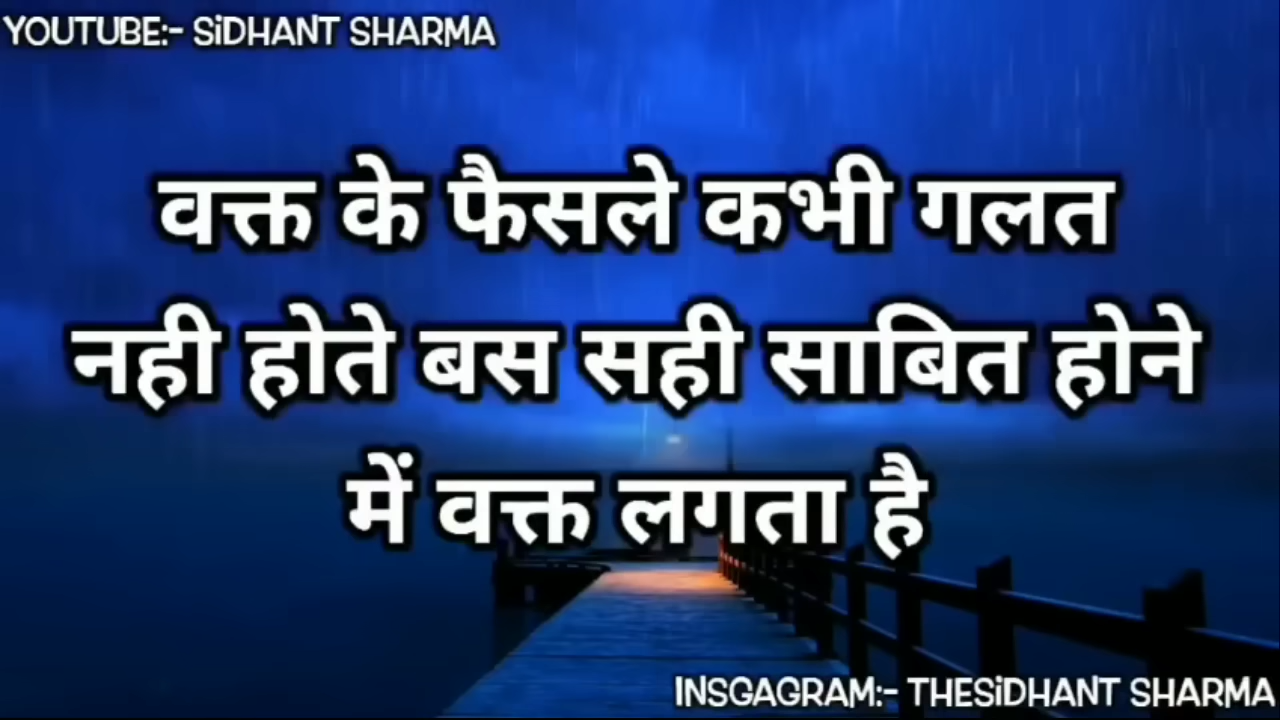 YOUTUBE:- SiDHANT SHARMA
वक्त के फैसले कभी गलत
नही होते बस सही साबित होने
में वक्त लगता है
INSGAGRAM:- THESiDHANT SHARMA